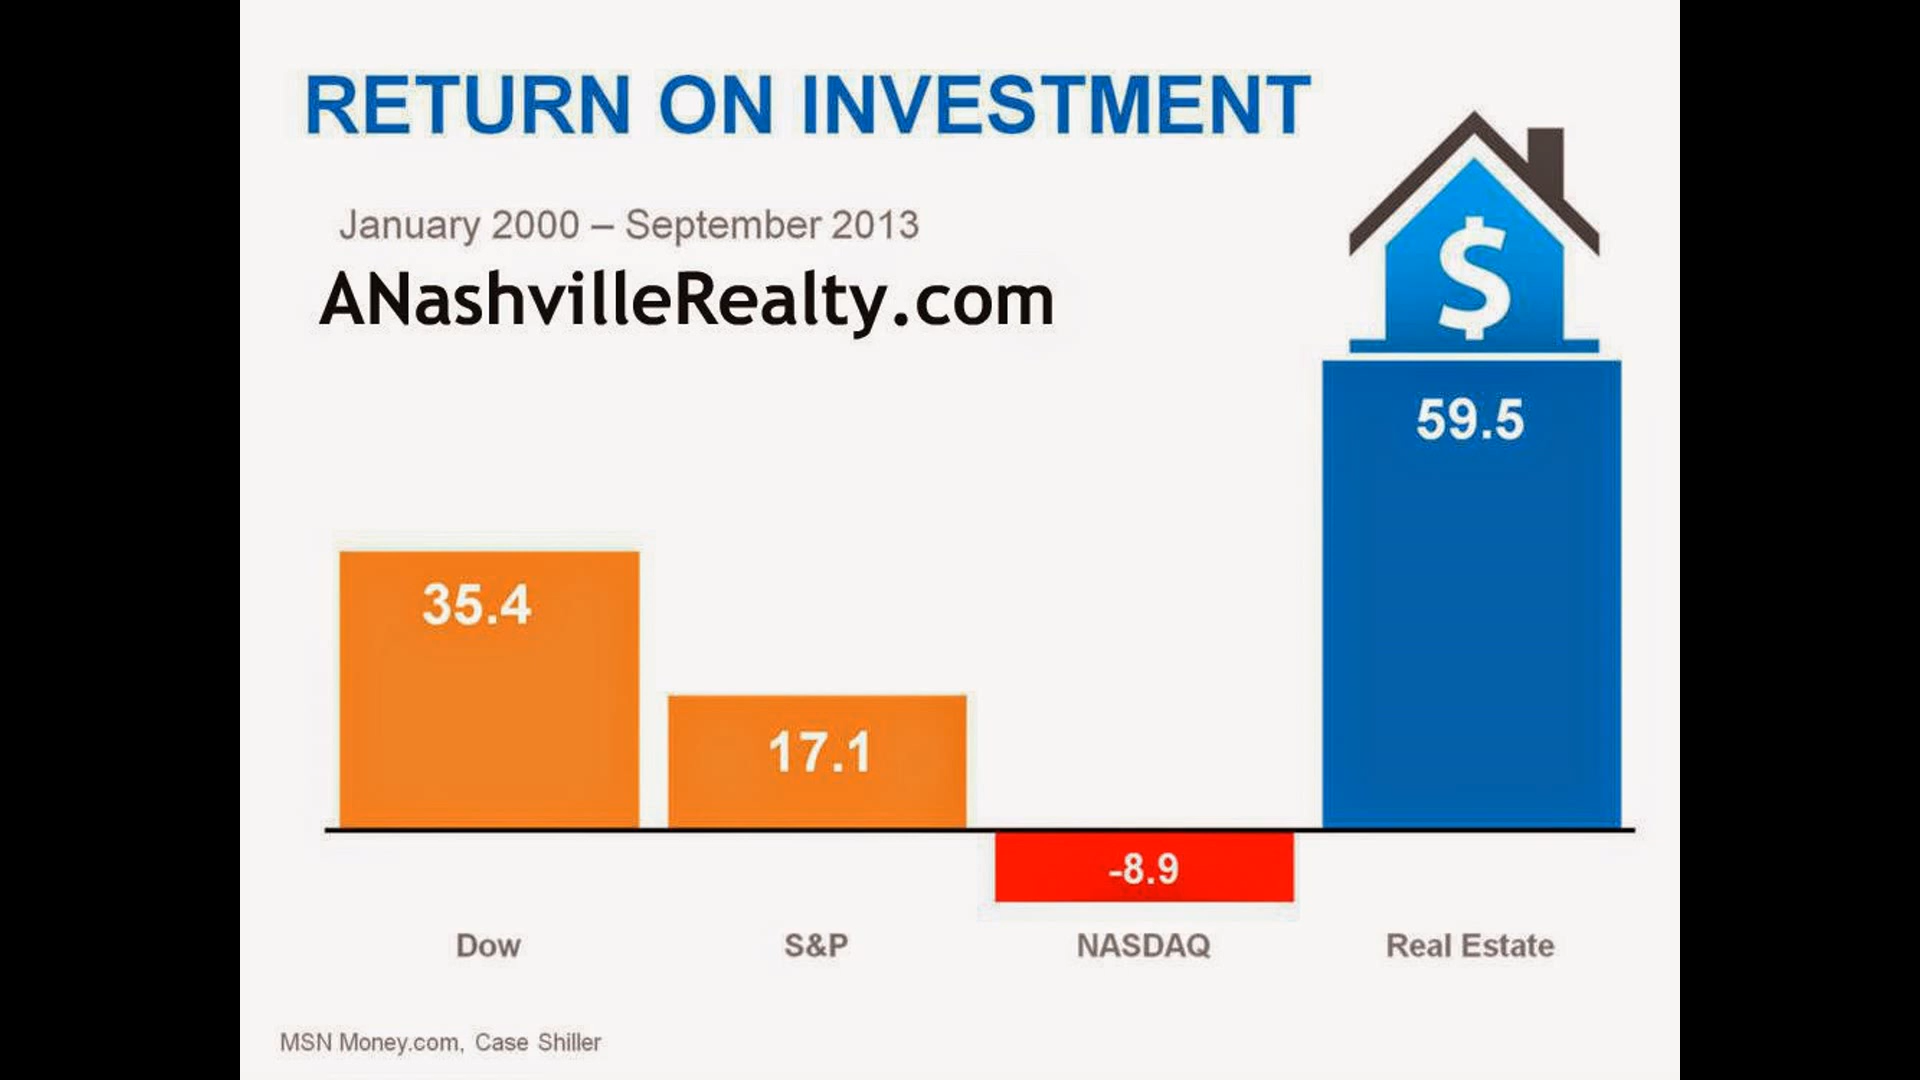 RETURN ON INVESTMENT
January 2000 – September 2013
ANashvilleRealty.com
$
59.5
35.4
17.1
-8.9
Dow S&P NASDAQ Real Estate
MSN Money.com, Case Shiller